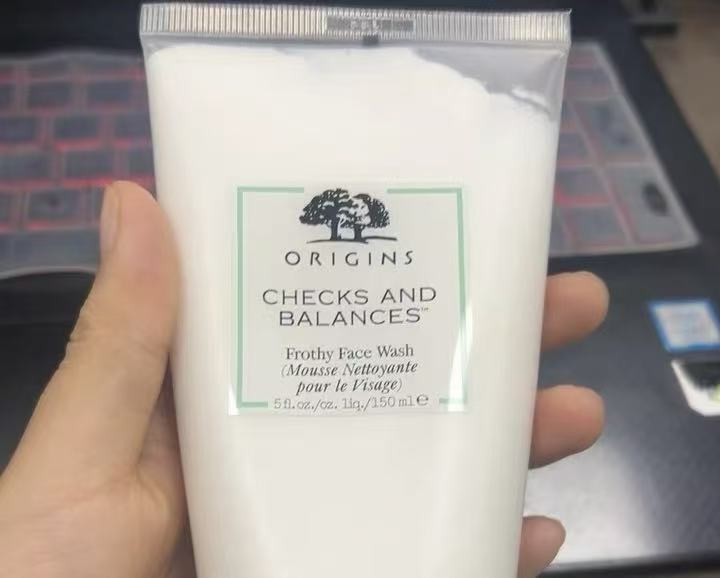 ORIGINS
CHECKS AND
BALANCES™
Frothy Face Wash
(Mousse Nettoyante
pour le Visage)
5 fl. oz./oz. liq./150 ml ℮